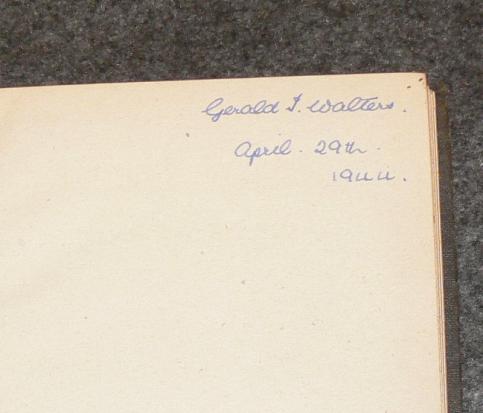 Gerald I. Walters.
April. 29th.
1944.